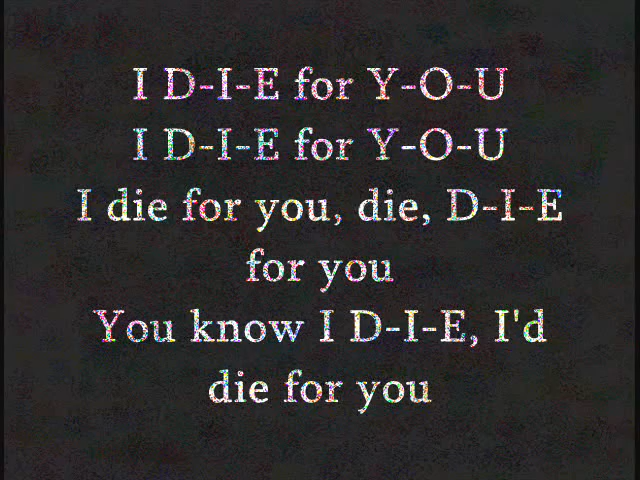 I D-I-E for Y-O-U
I D-I-E for Y-O-U
I die for you, die, D-I-E
for you
You know I D-I-E, I'd
die for you